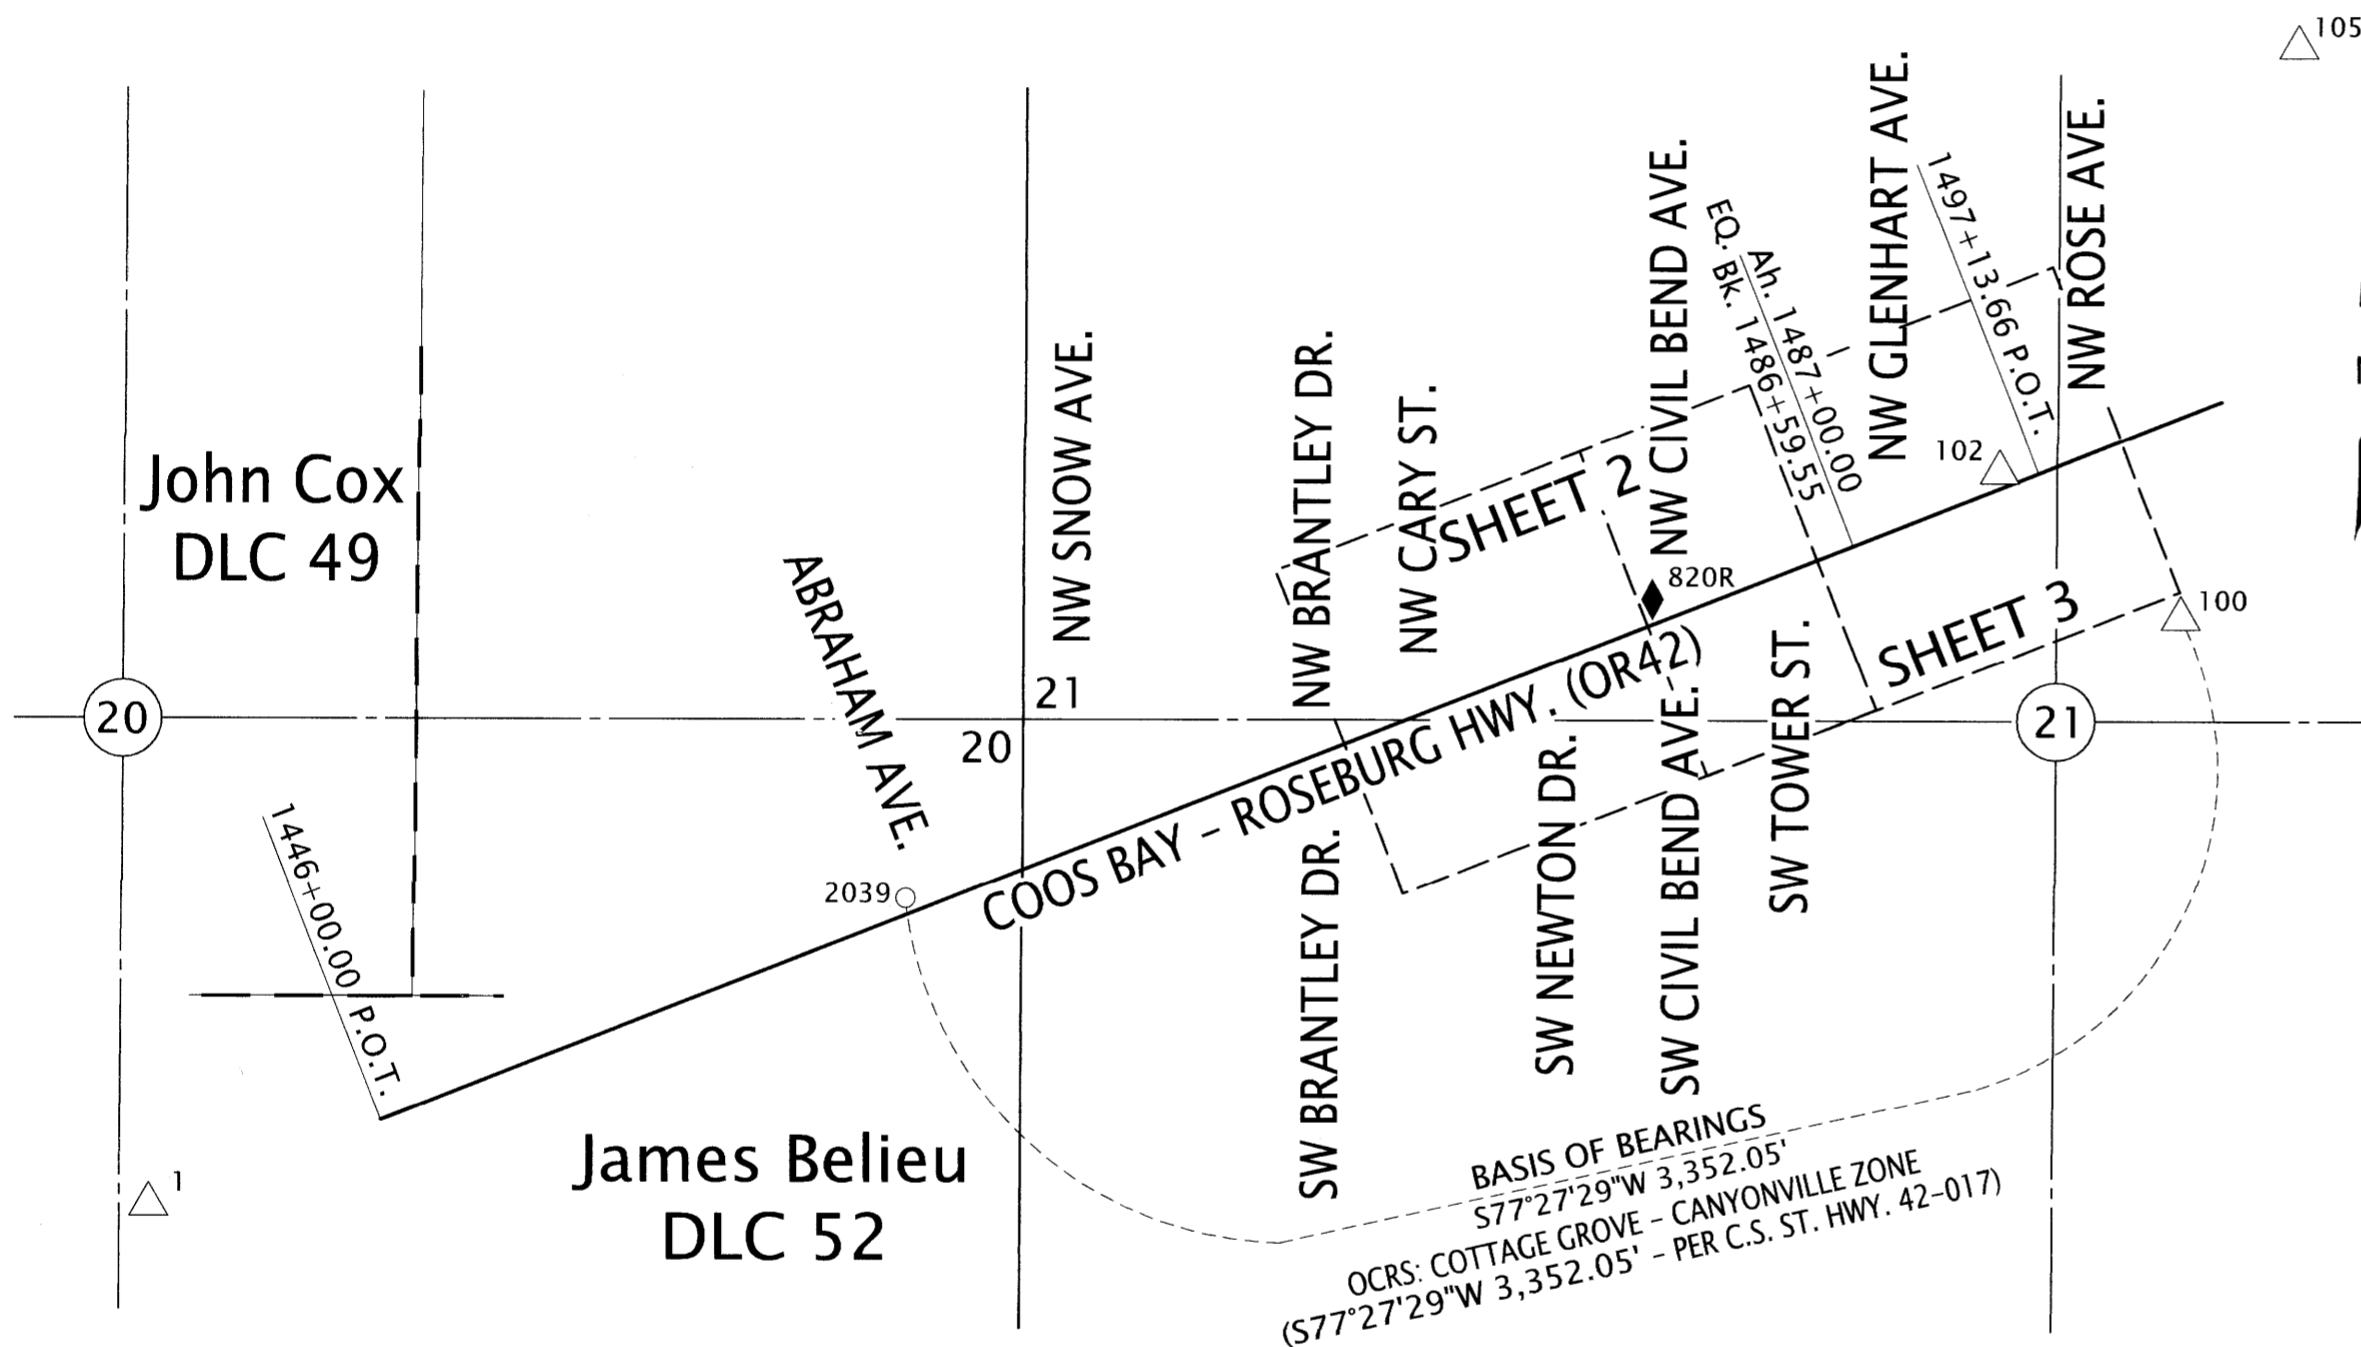 105
NW GLENHART AVE.
NW ROSE AVE.
NW CIVIL BEND AVE.
1497+13.66 P.O.T.
Ah. 1487+00.00
EQ. Bk. 1486+59.55
NW SNOW AVE.
NW BRANTLEY DR.
NW CARY ST.
John Cox
DLC 49
SHEET 2
102
820R
100
ABRAHAM AVE.
SHEET 3
20
21
20
21
COOS BAY – ROSEBURG HWY. (OR42)
SW TOWER ST.
SW CIVIL BEND AVE.
SW NEWTON DR.
SW BRANTLEY DR.
1446+00.00 P.O.T.
2039
1
James Belieu
DLC 52
BASIS OF BEARINGS
S77°27'29"W 3,352.05'
OCRS: COTTAGE GROVE – CANYONVILLE ZONE
(S77°27'29"W 3,352.05' – PER C.S. ST. HWY. 42-017)